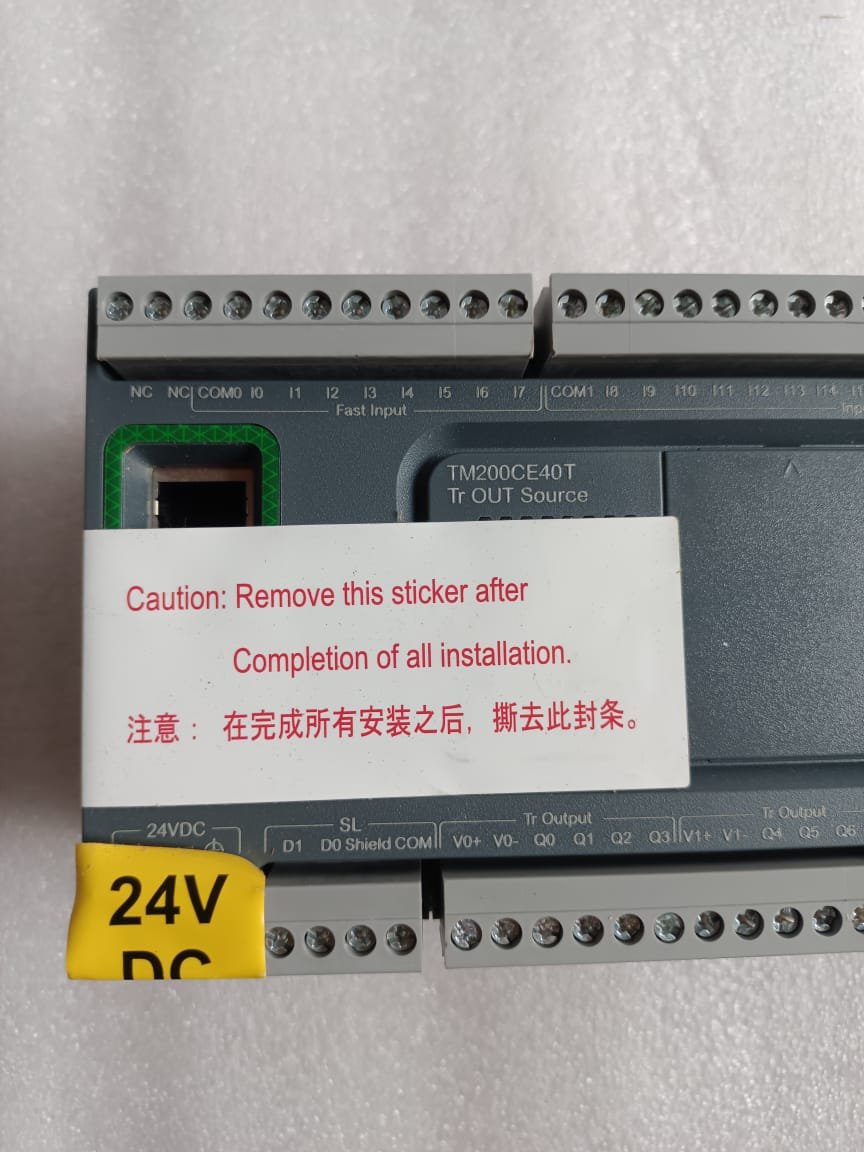 NC NC COM0 I0 I1 I2 I3 I4 I5 I6 I7 COM1 I8 I9 I10 I11 I12 I13 I14
Fast Input
TM200CE40T
Tr OUT Source
Caution: Remove this sticker after
Completion of all installation.
注意： 在完成所有安装之后，撕去此封条。
24VDC SL Tr Output Tr Output
D1 D0 Shield COM V0+ V0- Q0 Q1 Q2 Q3 V1+ V1- Q4 Q5 Q6
24V
DC